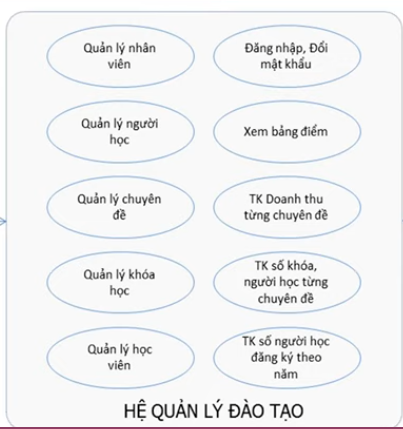 Quản lý nhân
viên
Đăng nhập, Đổi
mật khẩu
Quản lý người
học
Xem bảng điểm
Quản lý chuyên
đề
TK Doanh thu
từng chuyên đề
Quản lý khóa
học
TK số khóa,
người học từng
chuyên đề
Quản lý học
viên
TK số người học
đăng ký theo
năm
HỆ QUẢN LÝ ĐÀO TẠO